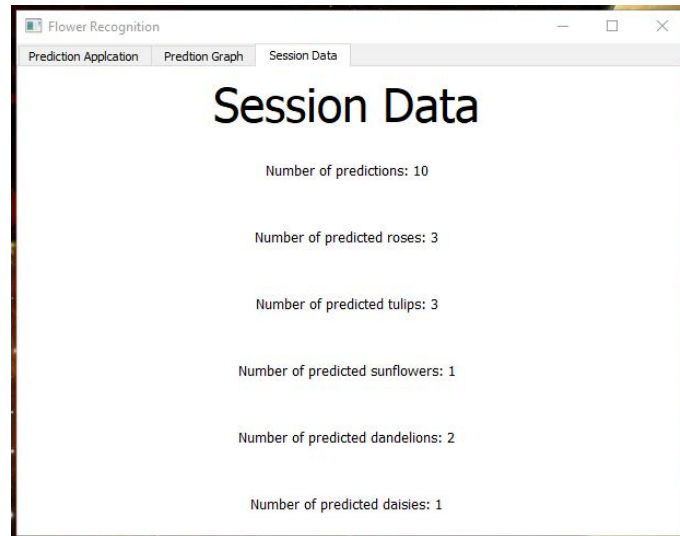 Flower Recognition
Prediction Applcation Predtion Graph Session Data
Session Data
Number of predictions: 10
Number of predicted roses: 3
Number of predicted tulips: 3
Number of predicted sunflowers: 1
Number of predicted dandelions: 2
Number of predicted daisies: 1